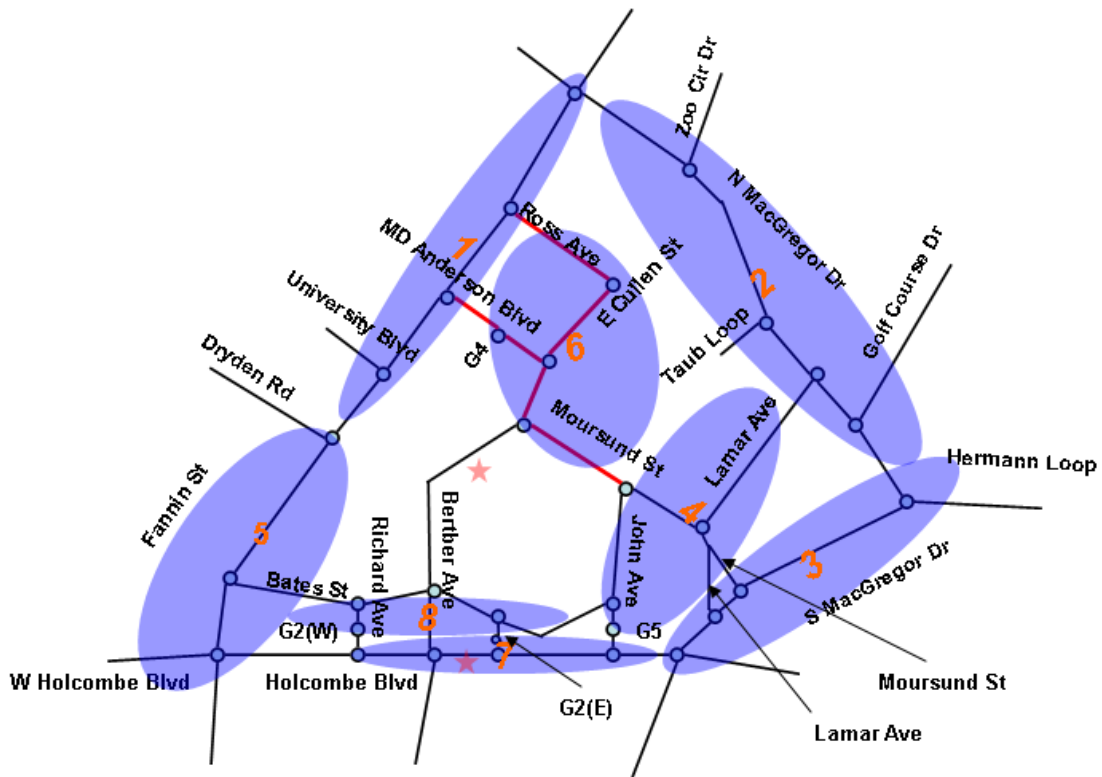 Zoo Cir Dr
N MacGregor Dr
Ross Ave
MD Anderson Blvd
1
E Cullen St
Golf Course Dr
2
University Blvd
G4
6
Taub Loop
Dryden Rd
Moursund St
Lamar Ave
Hermann Loop
Fannin St
5
4
3
S MacGregor Dr
Richard Ave
Bertber Ave
John Ave
Bates St
8
G2(W)
G5
7
W Holcombe Blvd
Holcombe Blvd
G2(E)
Moursund St
Lamar Ave